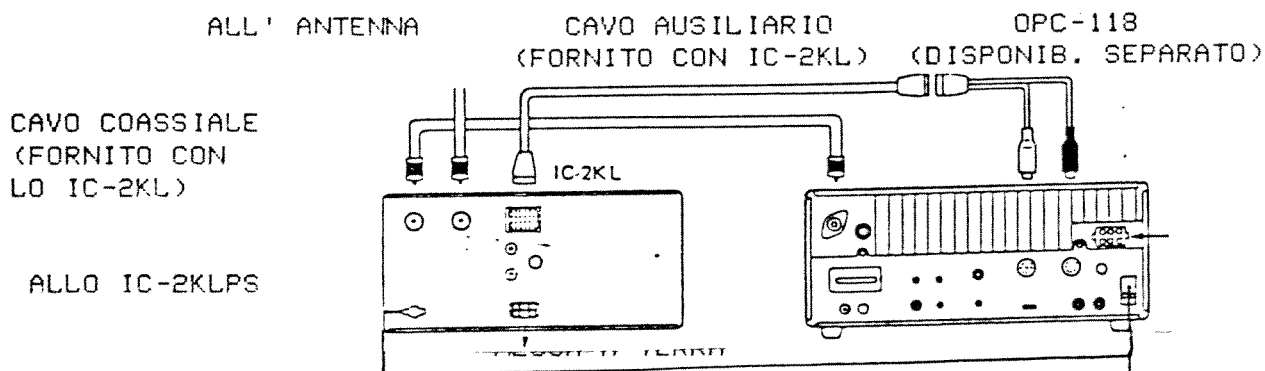 ALL' ANTENNA
CAVO AUSILIARIO
(FORNITO CON IC-2KL)
OPC-118
(DISPONIB. SEPARATO)
CAVO COASSIALE
(FORNITO CON
LO IC-2KL)
IC-2KL
ALLO IC-2KLPS
TERRA